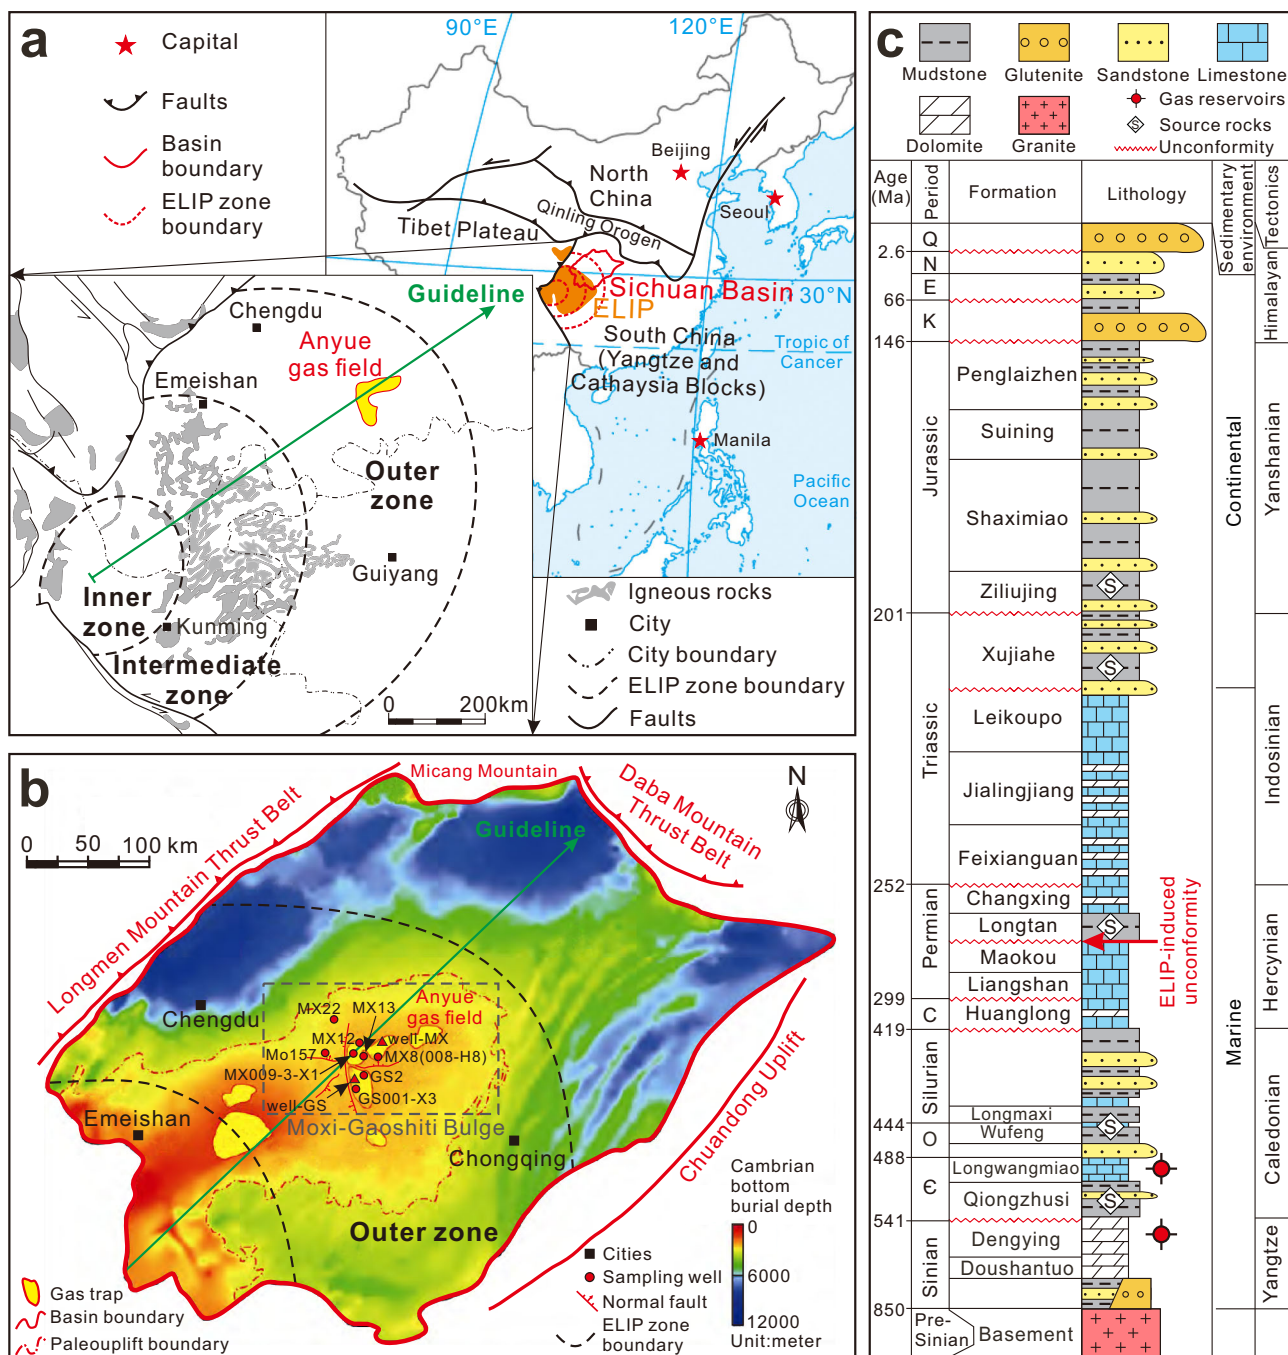 a
Capital
Faults
Basin
boundary
ELIP zone
boundary
90°E
120°E
Beijing
North
China
Seoul
Qinling Orogen
Tibet Plateau
Sichuan Basin
30°N
ELIP
South China
(Yangtze and
Cathaysia Blocks)
Tropic of
Cancer
Manila
Pacific
Ocean
Guideline
Chengdu
Anyue
gas field
Emeishan
Outer
zone
Guiyang
Inner
zone
Kunming
Intermediate
zone
0 200km
Igneous rocks
City
City boundary
ELIP zone boundary
Faults
b
Micang Mountain
N
0 50 100 km
Longmen Mountain Thrust Belt
Daba Mountain
Thrust Belt
Guideline
Chengdu
MX22
MX13
Anyue
gas field
MX12
well-MX
Mo157
MX8(008-H8)
MX009-3-X1
GS2
well-GS
GS001-X3
Moxi-Gaoshiti Bulge
Emeishan
Chongqing
Chuandong Uplift
Outer zone
Cambrian
bottom
burial depth
0
6000
12000
Unit:meter
Gas trap
Basin boundary
Paleouplift boundary
Cities
Sampling well
Normal fault
ELIP zone
boundary
c
Mudstone Glutenite Sandstone Limestone
Dolomite Granite
Gas reservoirs
S Source rocks
Unconformity
Age
(Ma)
Period
Formation
Lithology
Sedimentary
environment
Tectonics
Q
2.6
N
E
66
K
146
Himalayani
Penglaizhen
Suining
Jurassic
Shaximiao
Continental
Yanshanian
Ziliujing
S
201
Xujiahe
S
Leikoupo
Triassic
Jialingjiang
Indosinian
Feixianguan
252
Changxing
Permian
Longtan
S
ELIP-induced
unconformity
Maokou
Liangshan
Hercynian
299
C
Huanglong
419
Marine
Silurian
Longmaxi
444
S
O
Wufeng
488
Caledonian
Longwangmiao
Є
Qiongzhusi
S
541
Dengying
Sinian
Doushantuo
Yangtze
850
Pre-
Sinian
Basement